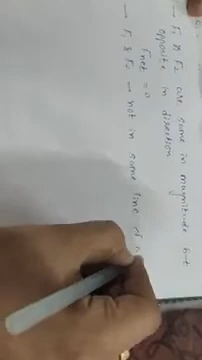 → F₁ & F₂ are same in magnitude but
opposite in direction
Fnet = 0
→ F₁ & F₂ → not in same line of